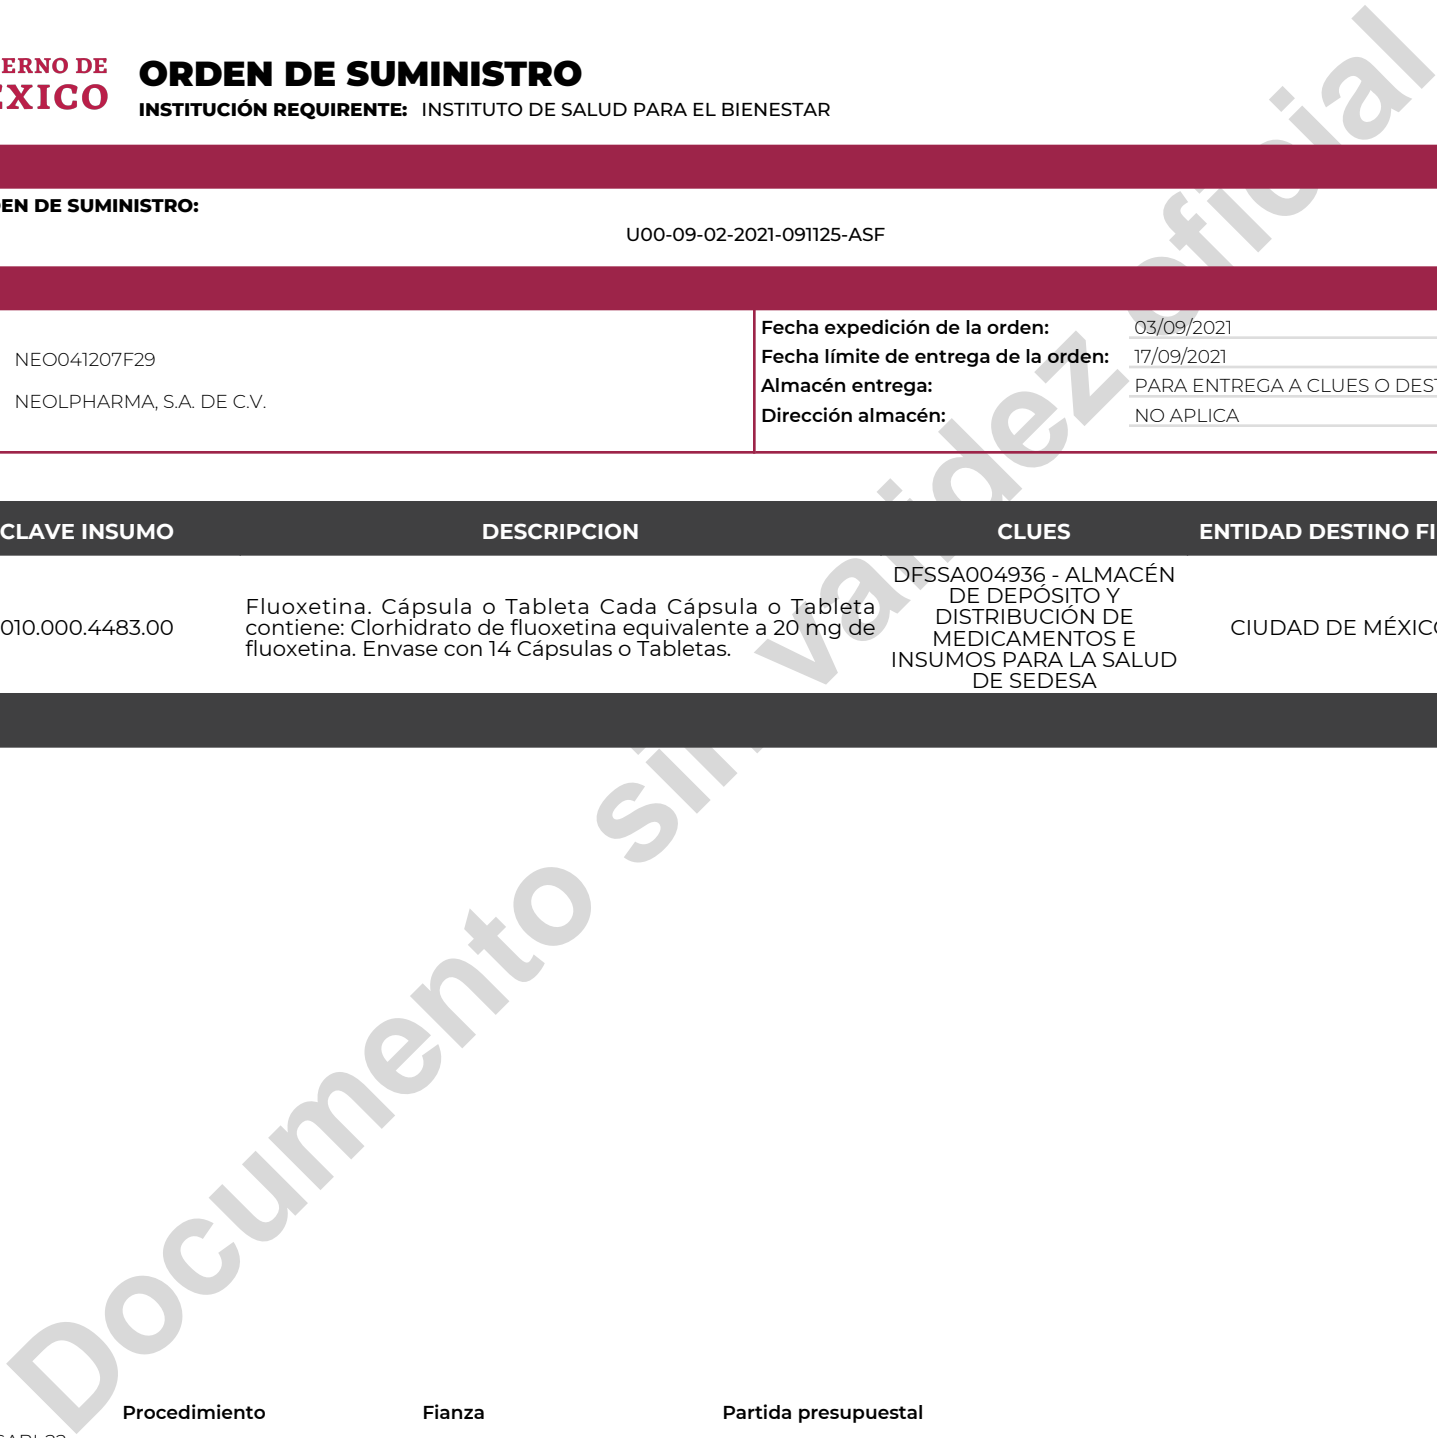 ERNO DE
ÉXICO
ORDEN DE SUMINISTRO
INSTITUCIÓN REQUIRENTE: INSTITUTO DE SALUD PARA EL BIENESTAR
EN DE SUMINISTRO:
U00-09-02-2021-091125-ASF
NEO041207F29
NEOLPHARMA, S.A. DE C.V.
Fecha expedición de la orden: 03/09/2021
Fecha límite de entrega de la orden: 17/09/2021
Almacén entrega: PARA ENTREGA A CLUES O DEST
Dirección almacén: NO APLICA
CLAVE INSUMO DESCRIPCION CLUES ENTIDAD DESTINO FI
010.000.4483.00
Fluoxetina. Cápsula o Tableta Cada Cápsula o Tableta
contiene: Clorhidrato de fluoxetina equivalente a 20 mg de
fluoxetina. Envase con 14 Cápsulas o Tabletas.
DFSSA004936 - ALMACÉN
DE DEPÓSITO Y
DISTRIBUCIÓN DE
MEDICAMENTOS E
INSUMOS PARA LA SALUD
DE SEDESA
CIUDAD DE MÉXICO
Documento sin validez oficial
Procedimiento Fianza Partida presupuestal